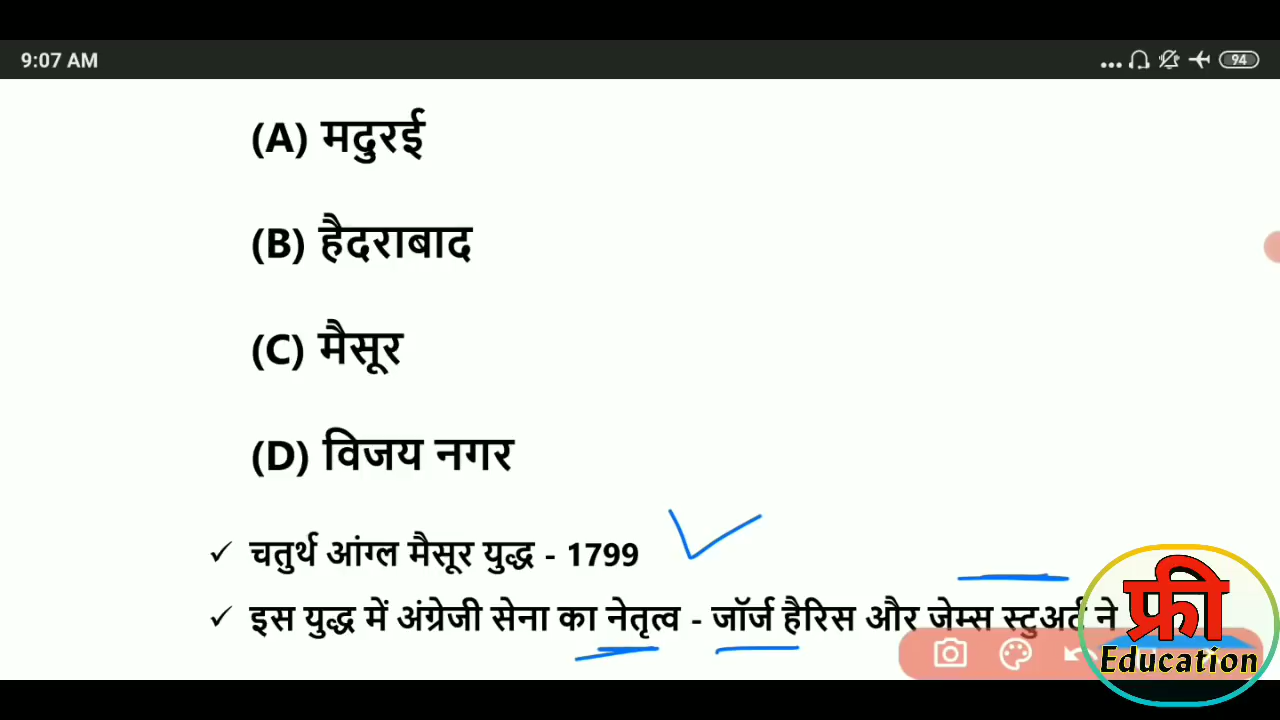 9:07 AM
94
(A) मदुरई
(B) हैदराबाद
(C) मैसूर
(D) विजय नगर
✓ चतुर्थ आंग्ल मैसूर युद्ध - 1799
✓ इस युद्ध में अंग्रेजी सेना का नेतृत्व - जॉर्ज हैरिस और जेम्स स्टुअर्ट ने
फ्री
Education